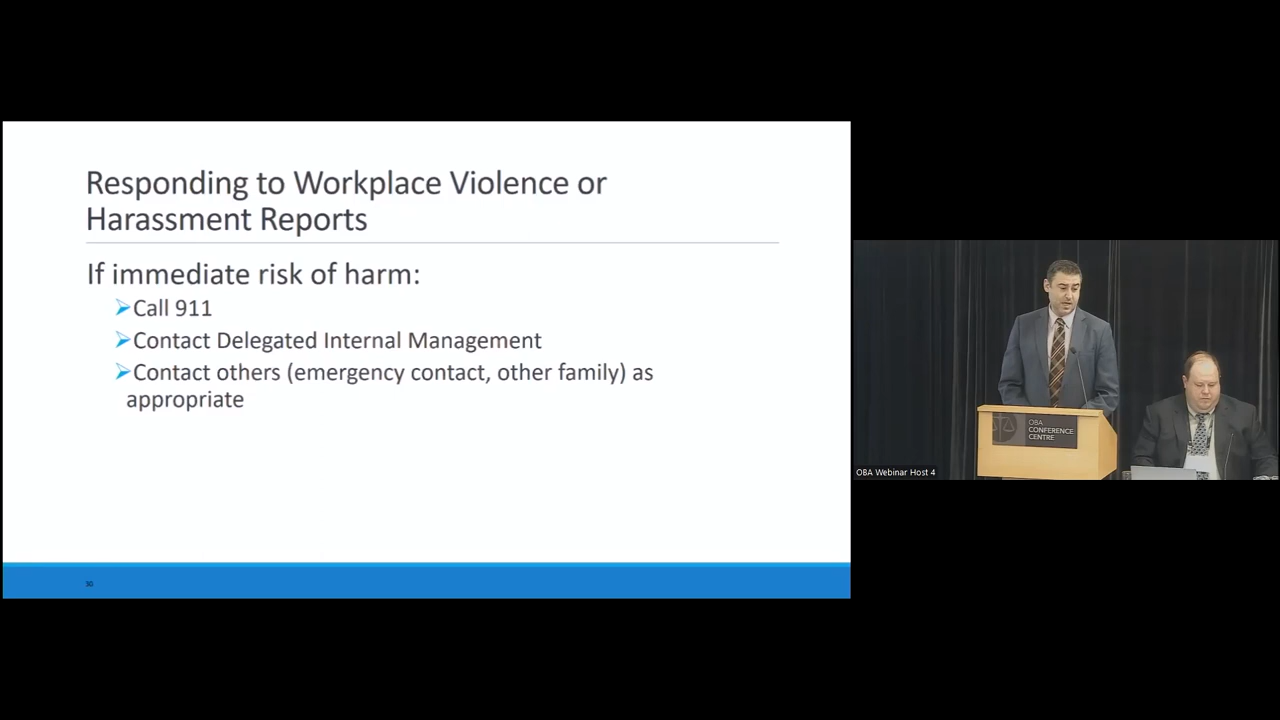 Responding to Workplace Violence or
Harassment Reports
If immediate risk of harm:
➢Call 911
➢Contact Delegated Internal Management
➢Contact others (emergency contact, other family) as
appropriate
30
OBA
CONFERENCE
CENTRE
OBA Webinar Host 4